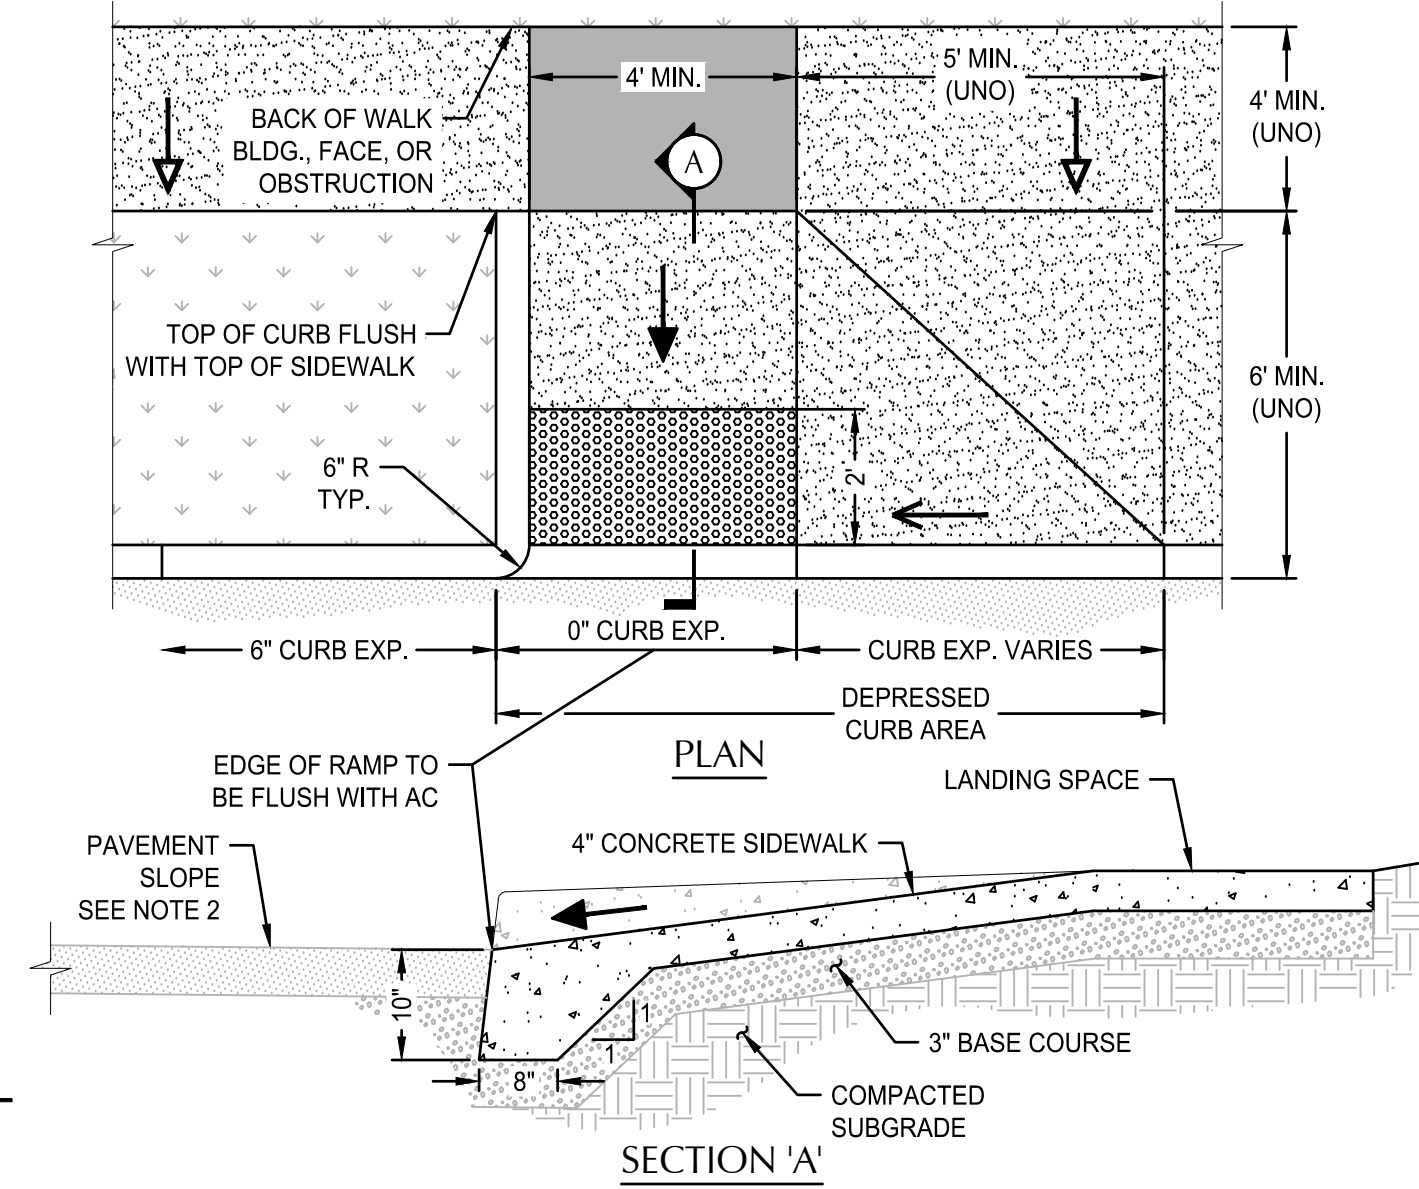 4' MIN.
5' MIN.
(UNO)
4' MIN.
(UNO)
BACK OF WALK
BLDG., FACE, OR
OBSTRUCTION
A
TOP OF CURB FLUSH
WITH TOP OF SIDEWALK
6' MIN.
(UNO)
6" R
TYP.
2'
6" CURB EXP.
0" CURB EXP.
CURB EXP. VARIES
DEPRESSED
CURB AREA
PLAN
EDGE OF RAMP TO
BE FLUSH WITH AC
LANDING SPACE
PAVEMENT
SLOPE
SEE NOTE 2
4" CONCRETE SIDEWALK
10"
1
1
8"
3" BASE COURSE
COMPACTED
SUBGRADE
SECTION 'A'